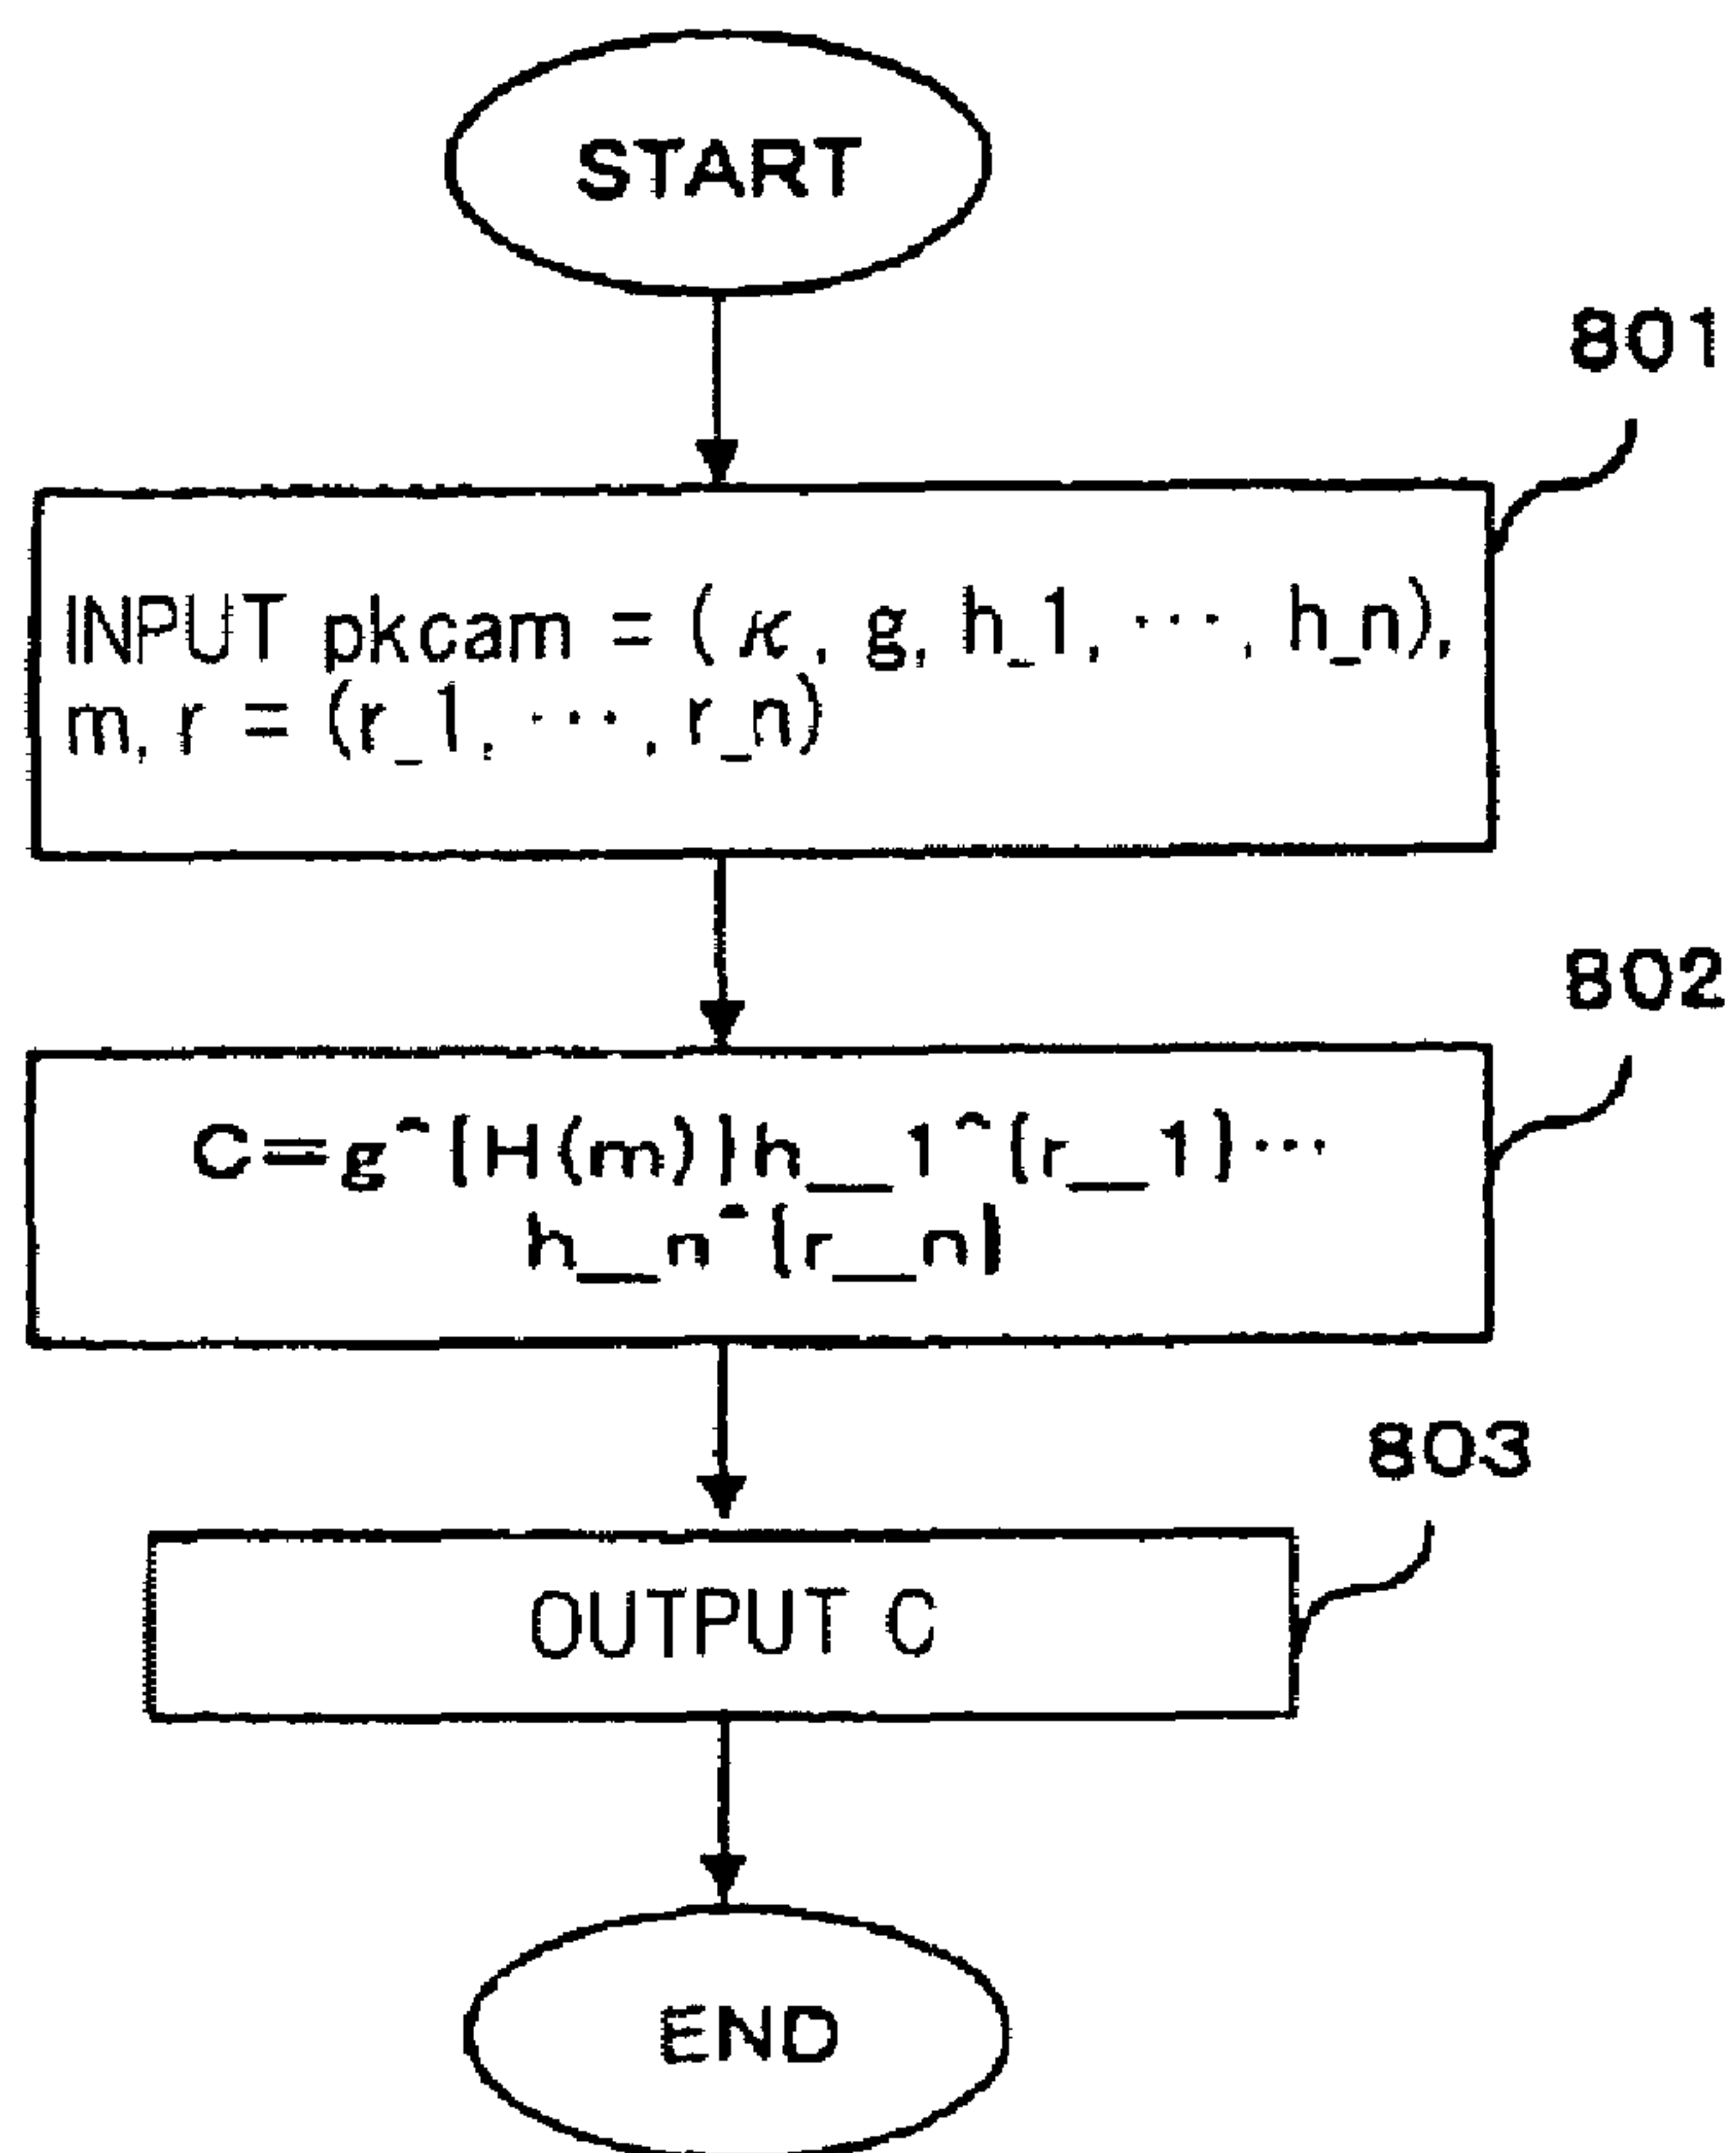 START
801
INPUT pkcam = (κ, g, h_1, ···, h_n),
m, r = (r_1, ···, r_n)
802
C=g^{H(m)}h__1^{r__1}···
h__n^{r__n}
803
OUTPUT C
END